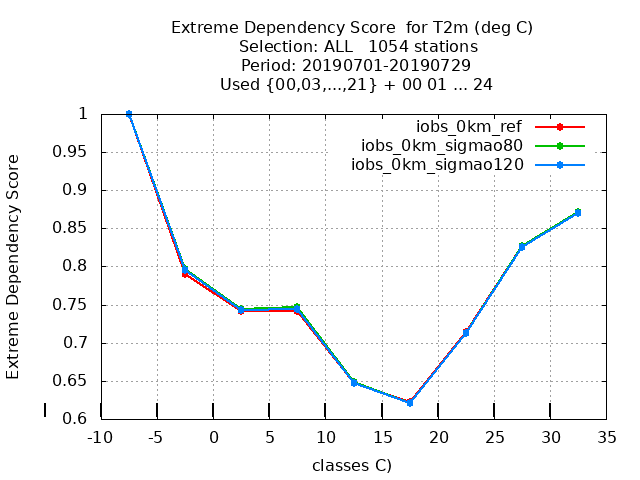 Extreme Dependency Score  for T2m (deg C)
Selection: ALL   1054 stations
Period: 20190701-20190729
Used {00,03,...,21} + 00 01 ... 24
iobs_0km_ref
iobs_0km_sigmao80
iobs_0km_sigmao120
Extreme Dependency Score
1
0.95
0.9
0.85
0.8
0.75
0.7
0.65
0.6
-10 -5 0 5 10 15 20 25 30 35
classes C)